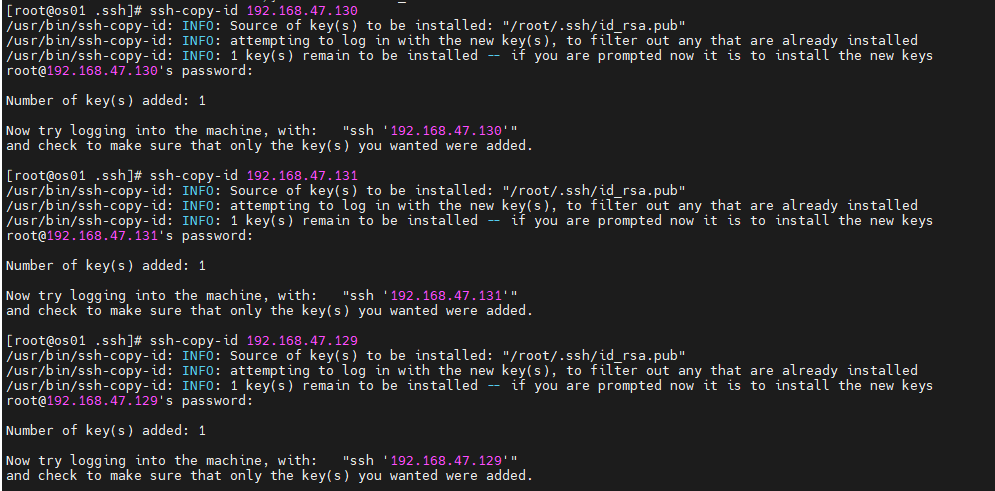 [root@os01 .ssh]# ssh-copy-id 192.168.47.130
/usr/bin/ssh-copy-id: INFO: Source of key(s) to be installed: "/root/.ssh/id_rsa.pub"
/usr/bin/ssh-copy-id: INFO: attempting to log in with the new key(s), to filter out any that are already installed
/usr/bin/ssh-copy-id: INFO: 1 key(s) remain to be installed -- if you are prompted now it is to install the new keys
root@192.168.47.130's password:
Number of key(s) added: 1
Now try logging into the machine, with:   "ssh '192.168.47.130'"
and check to make sure that only the key(s) you wanted were added.
[root@os01 .ssh]# ssh-copy-id 192.168.47.131
/usr/bin/ssh-copy-id: INFO: Source of key(s) to be installed: "/root/.ssh/id_rsa.pub"
/usr/bin/ssh-copy-id: INFO: attempting to log in with the new key(s), to filter out any that are already installed
/usr/bin/ssh-copy-id: INFO: 1 key(s) remain to be installed -- if you are prompted now it is to install the new keys
root@192.168.47.131's password:
Number of key(s) added: 1
Now try logging into the machine, with:   "ssh '192.168.47.131'"
and check to make sure that only the key(s) you wanted were added.
[root@os01 .ssh]# ssh-copy-id 192.168.47.129
/usr/bin/ssh-copy-id: INFO: Source of key(s) to be installed: "/root/.ssh/id_rsa.pub"
/usr/bin/ssh-copy-id: INFO: attempting to log in with the new key(s), to filter out any that are already installed
/usr/bin/ssh-copy-id: INFO: 1 key(s) remain to be installed -- if you are prompted now it is to install the new keys
root@192.168.47.129's password:
Number of key(s) added: 1
Now try logging into the machine, with:   "ssh '192.168.47.129'"
and check to make sure that only the key(s) you wanted were added.